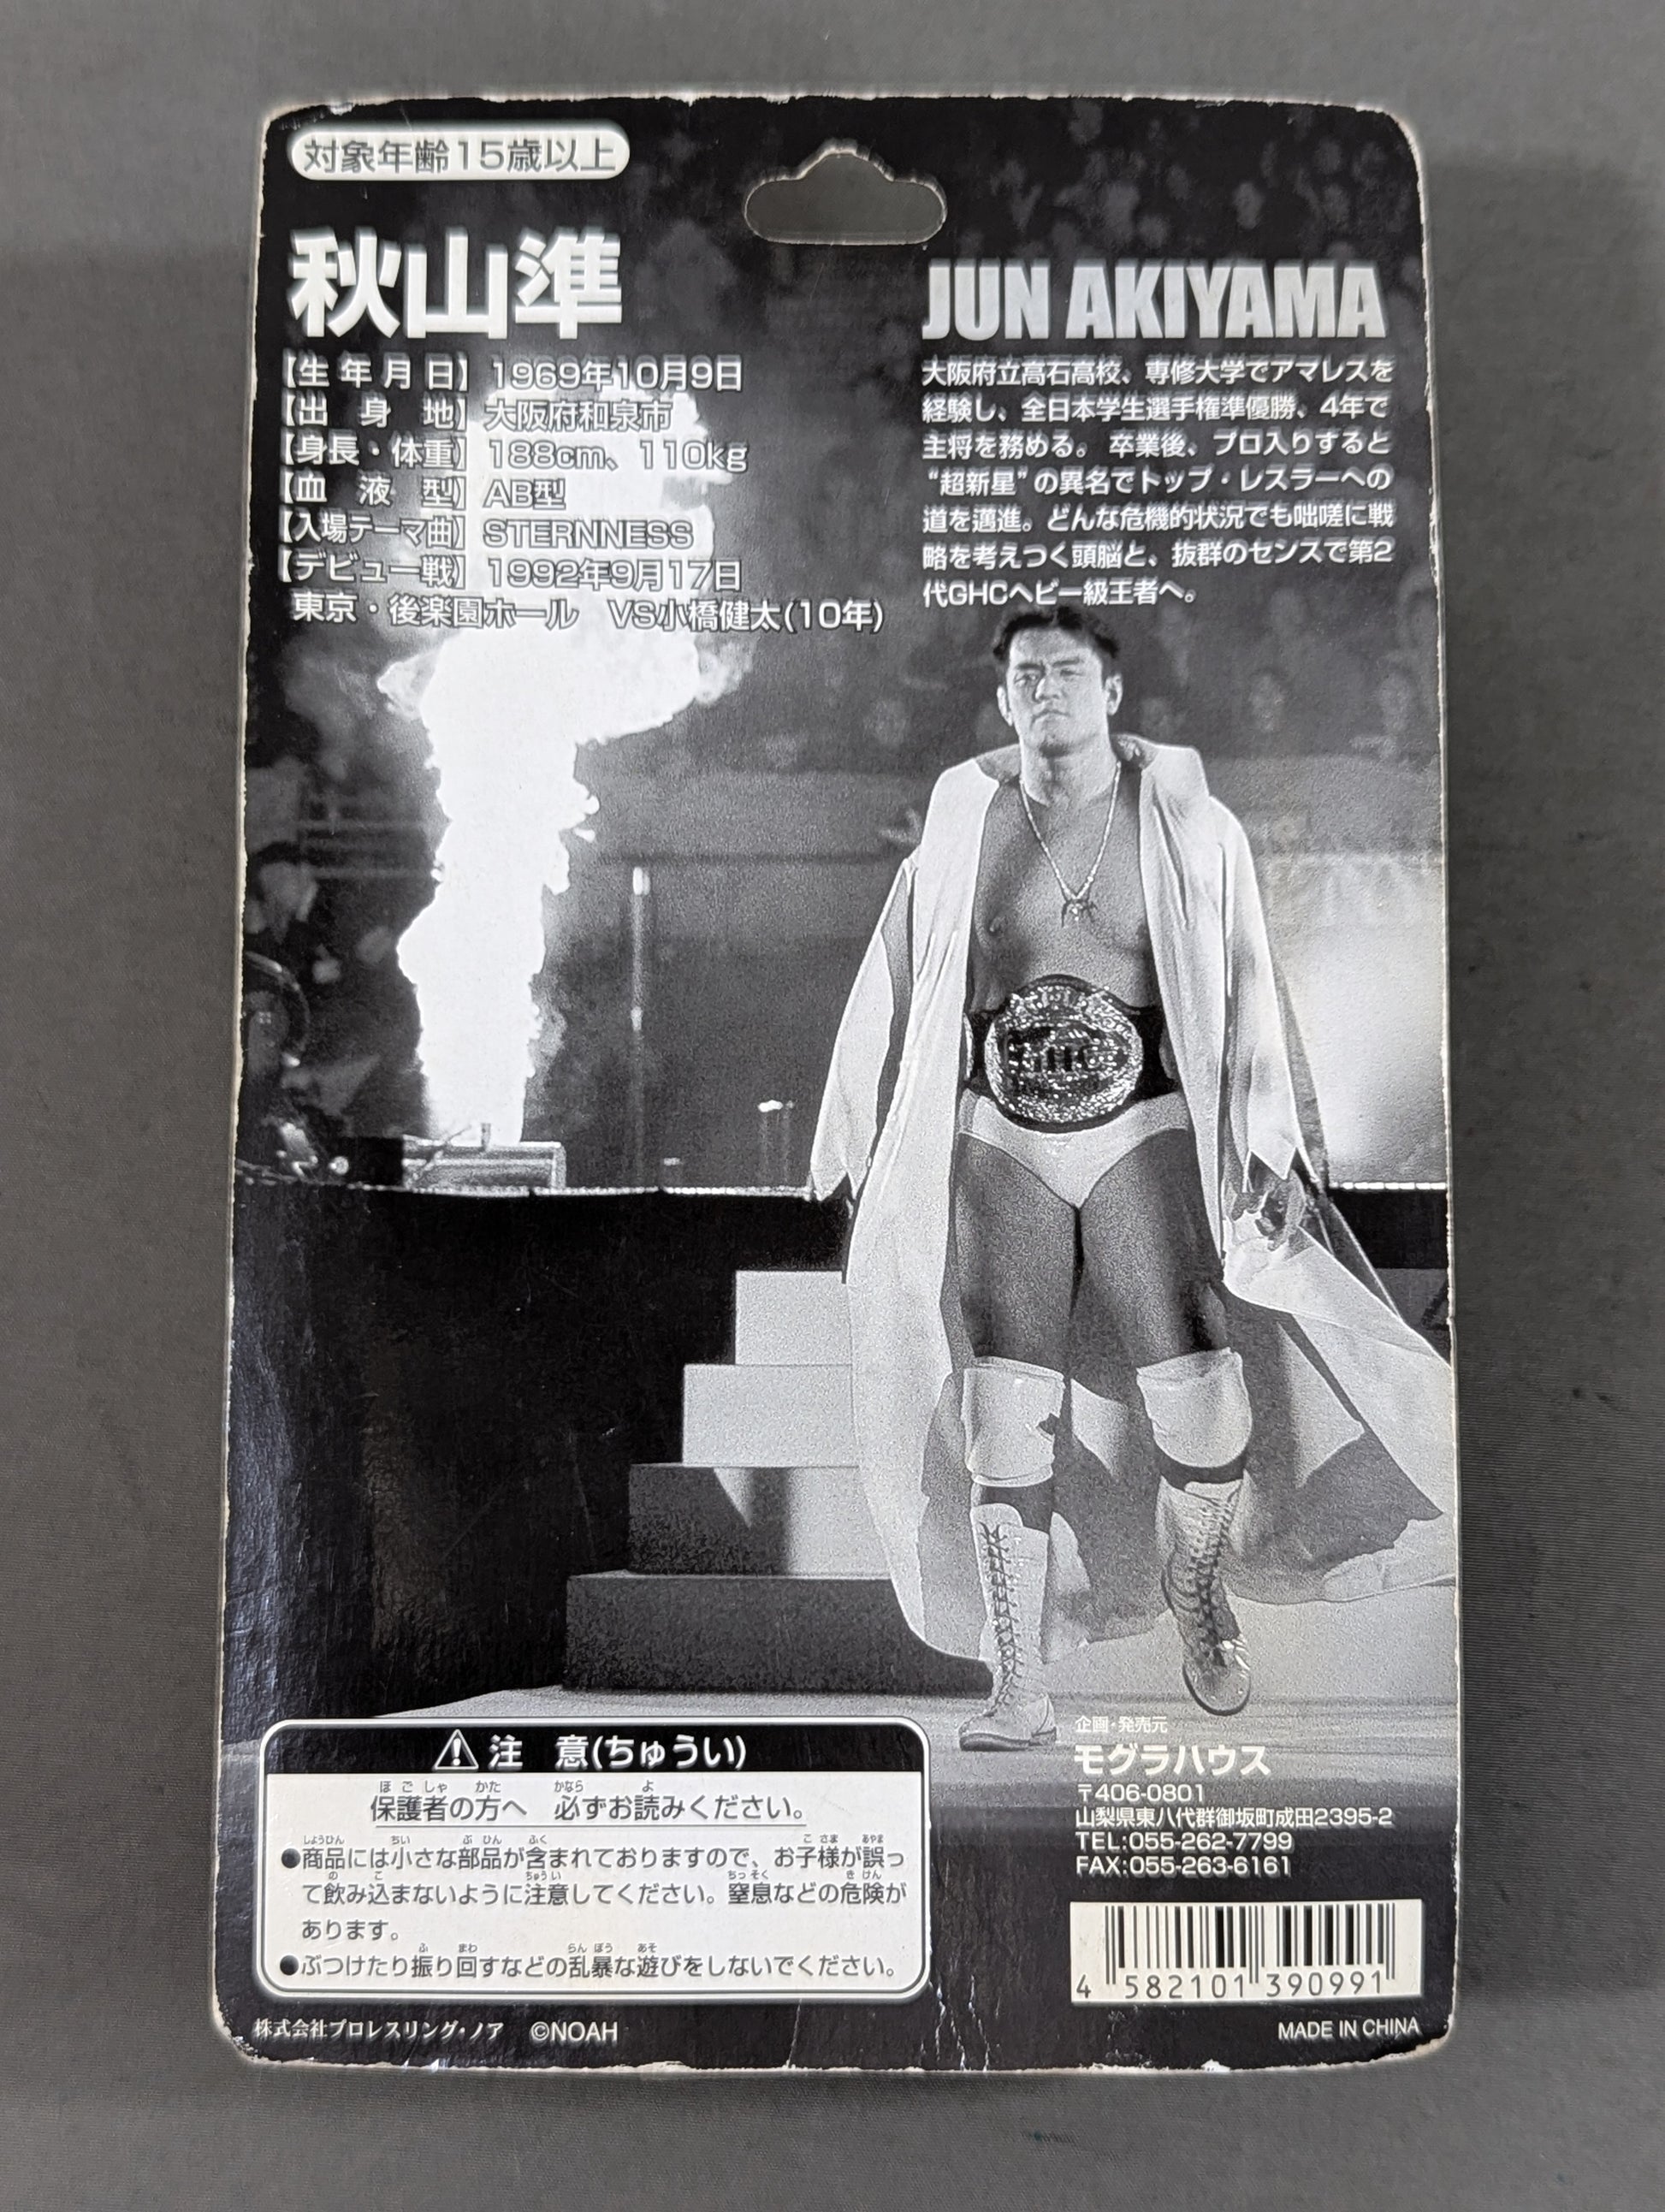 対象年齢15歳以上
秋山準
【生年月日】 1969年10月9日
【出身地】 大阪府和泉市
【身長・体重】 188cm、110kg
【血液型】 AB型
【入場テーマ曲】 STERNNESS
【デビュー戦】 1992年9月17日
東京・後楽園ホール VS小橋健太(10年)
JUN AKIYAMA
大阪府立高石高校、専修大学でアマレスを
経験し、全日本学生選手権準優勝、4年で
主将を務める。卒業後、プロ入りすると
“超新星”の異名でトップ・レスラーへの
道を邁進。どんな危機的状況でも咄嗟に戦
略を考えつく頭脳と、抜群のセンスで第2
代GHCヘビー級王者へ。
GHC
⚠注 意(ちゅうい)
保護者の方へ 必ずお読みください。
●商品には小さな部品が含まれておりますので、お子様が誤っ
て飲み込まないように注意してください。窒息などの危険が
あります。
●ぶつけたり振り回すなどの乱暴な遊びをしないでください。
企画・発売元
モグラハウス
〒406-0801
山梨県東八代群御坂町成田2395-2
TEL:055-262-7799
FAX:055-263-6161
4 582101 390991
株式会社プロレスリング・ノア ©NOAH
MADE IN CHINA